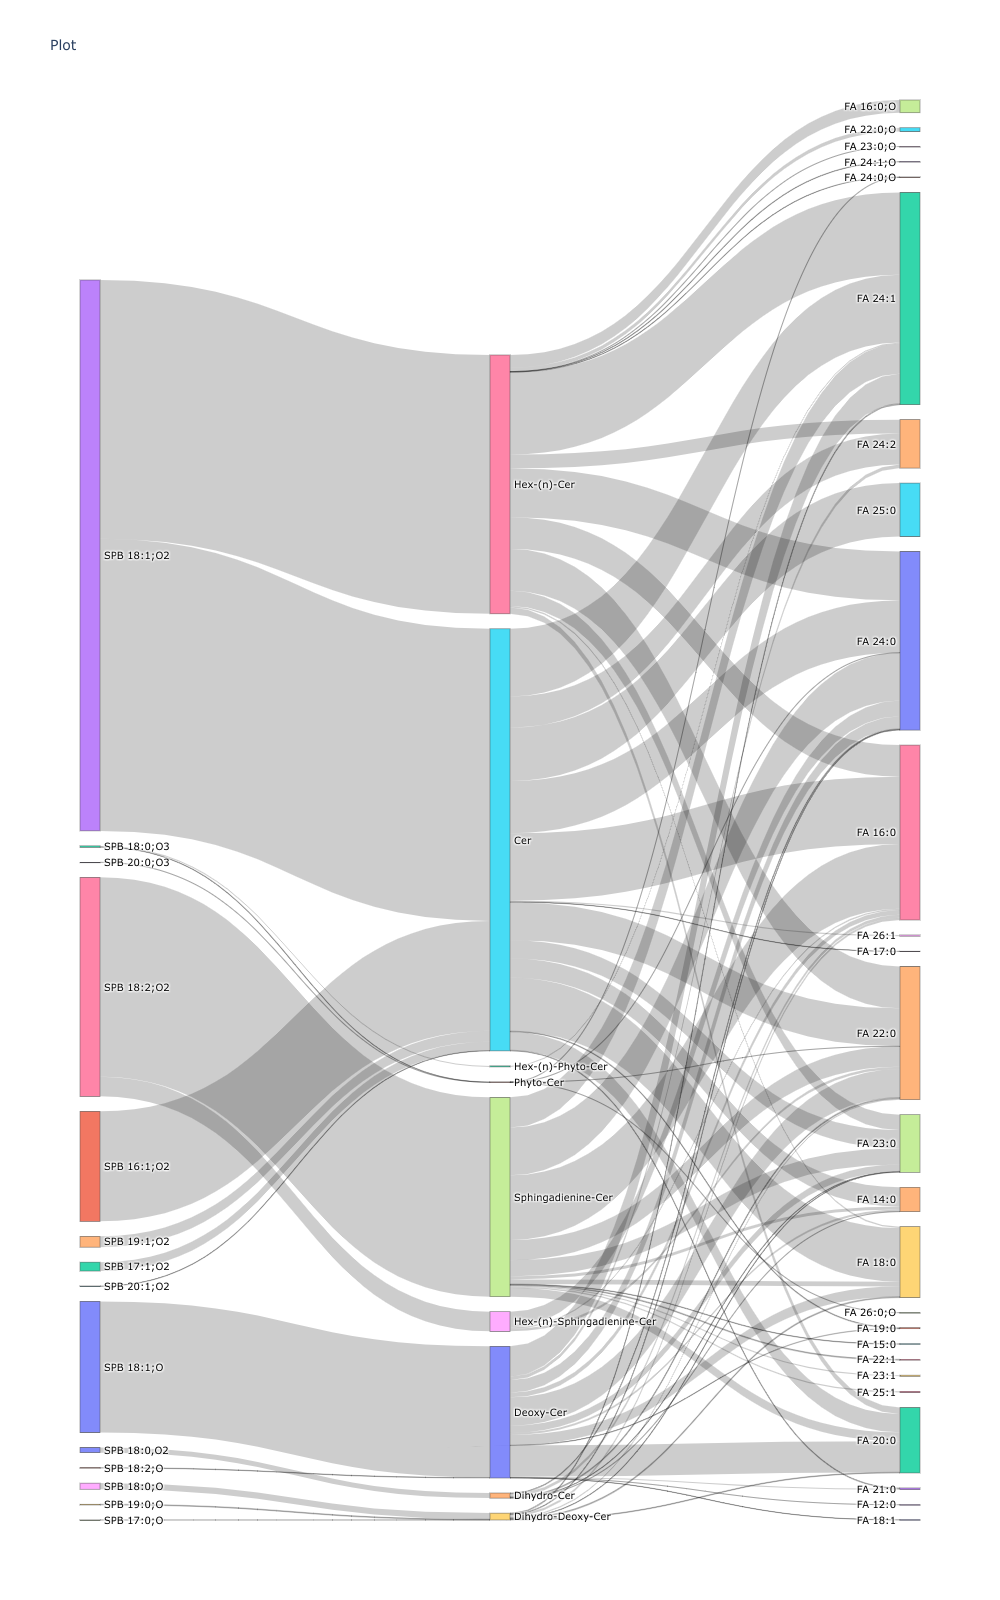 Plot
SPB 18:1;O2
SPB 18:0;O3
SPB 20:0;O3
SPB 18:2;O2
SPB 16:1;O2
SPB 19:1;O2
SPB 17:1;O2
SPB 20:1;O2
SPB 18:1;O
SPB 18:0;O2
SPB 18:2;O
SPB 18:0;O
SPB 19:0;O
SPB 17:0;O
Hex-(n)-Cer
Cer
Hex-(n)-Phyto-Cer
Phyto-Cer
Sphingadienine-Cer
Hex-(n)-Sphingadienine-Cer
Deoxy-Cer
Dihydro-Cer
Dihydro-Deoxy-Cer
FA 16:0;O
FA 22:0;O
FA 23:0;O
FA 24:1;O
FA 24:0;O
FA 24:1
FA 24:2
FA 25:0
FA 24:0
FA 16:0
FA 26:1
FA 17:0
FA 22:0
FA 23:0
FA 14:0
FA 18:0
FA 26:0;O
FA 19:0
FA 15:0
FA 22:1
FA 23:1
FA 25:1
FA 20:0
FA 21:0
FA 12:0
FA 18:1